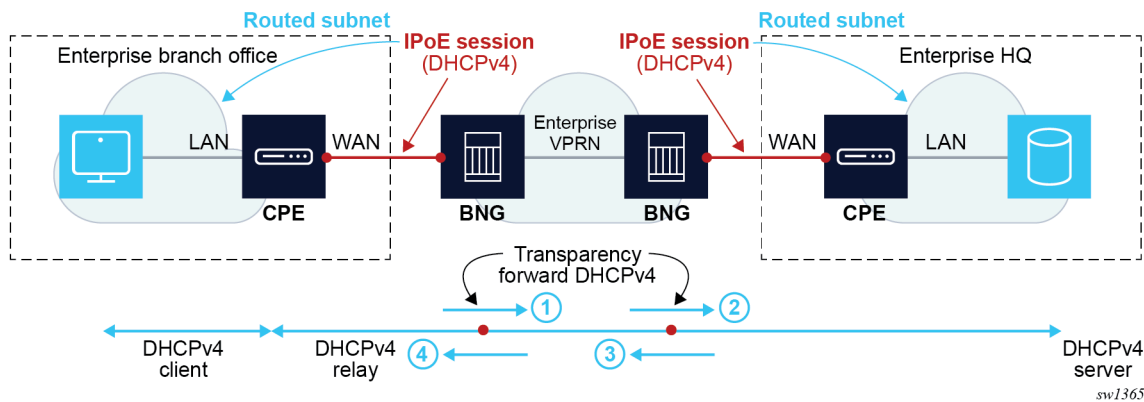 Routed subnet
Routed subnet
Enterprise branch office
IPoE session
(DHCPv4)
IPoE session
(DHCPv4)
Enterprise HQ
LAN
WAN
Enterprise
VPRN
WAN
LAN
CPE
BNG
BNG
CPE
Transparency
forward DHCPv4
1
2
4
3
DHCPv4
client
DHCPv4
relay
DHCPv4
server
sw1365